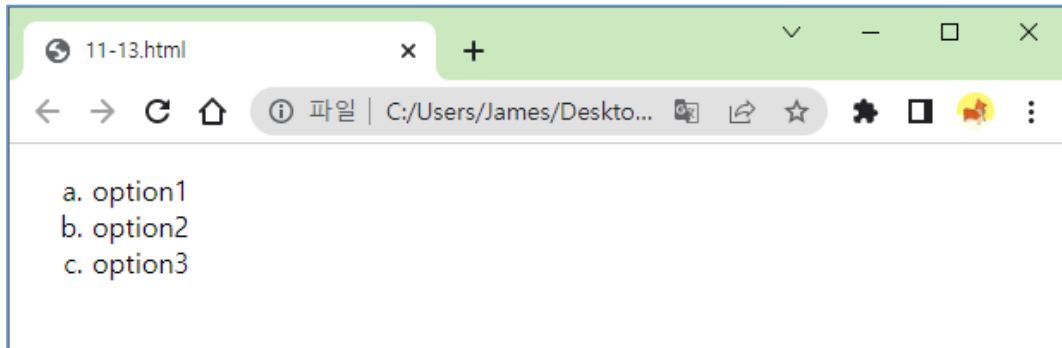 11-13.html
파일 C:/Users/James/Deskto...
a. option1
b. option2
c. option3